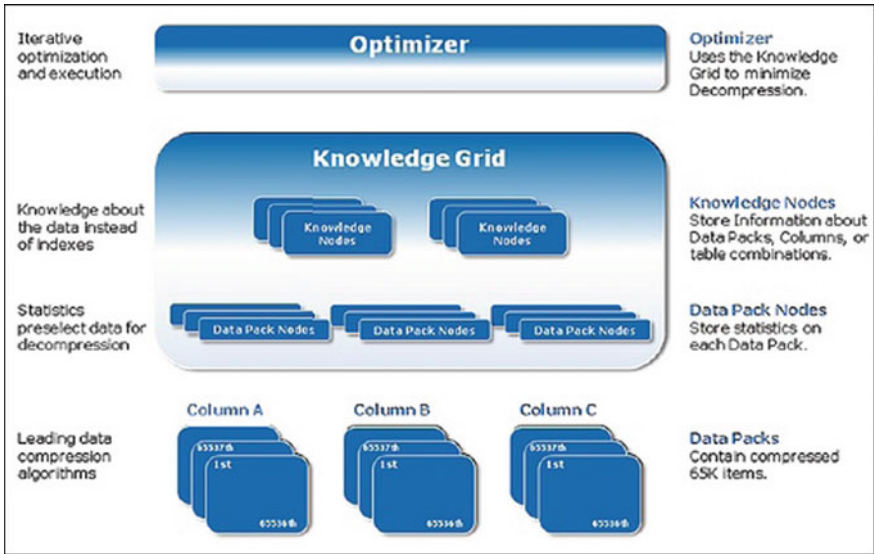 Iterative
optimization
and execution
Optimizer
Optimizer
Uses the Knowledge
Grid to minimize
Decompression.
Knowledge Grid
Knowledge about
the data instead
of indexes
Knowledge
Nodes
Knowledge
Nodes
Knowledge Nodes
Store Information about
Data Packs, Columns, or
table combinations.
Statistics
preselect data for
decompression
Data Pack Nodes
Data Pack Nodes
Data Pack Nodes
Data Pack Nodes
Store statistics on
each Data Pack.
Column A
Column B
Column C
Leading data
compression
algorithms
65537th
1st
65536th
65537th
1st
65536th
65537th
1st
65536th
Data Packs
Contain compressed
65K items.